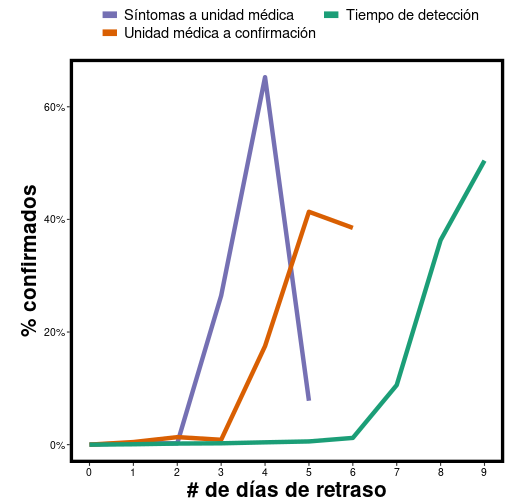 Síntomas a unidad médica
Tiempo de detección
Unidad médica a confirmación
60%
40%
20%
0%
% confirmados
0 1 2 3 4 5 6 7 8 9
# de días de retraso